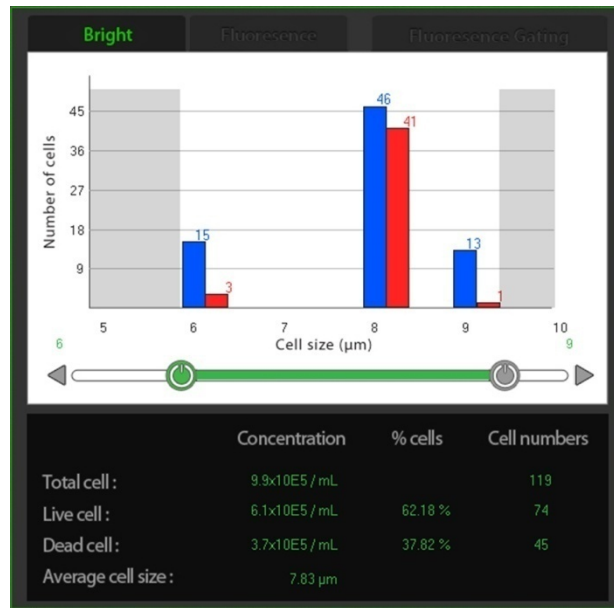 Bright Fluoresence Fluoresence Gating
Number of cells
45
36
27
18
9
15
3
46
41
13
1
5 6 7 8 9 10
Cell size (µm)
6 9
Concentration % cells Cell numbers
Total cell : 9.9x10E5 / mL 119
Live cell : 6.1x10E5 / mL 62.18 % 74
Dead cell : 3.7x10E5 / mL 37.82 % 45
Average cell size : 7.83 µm